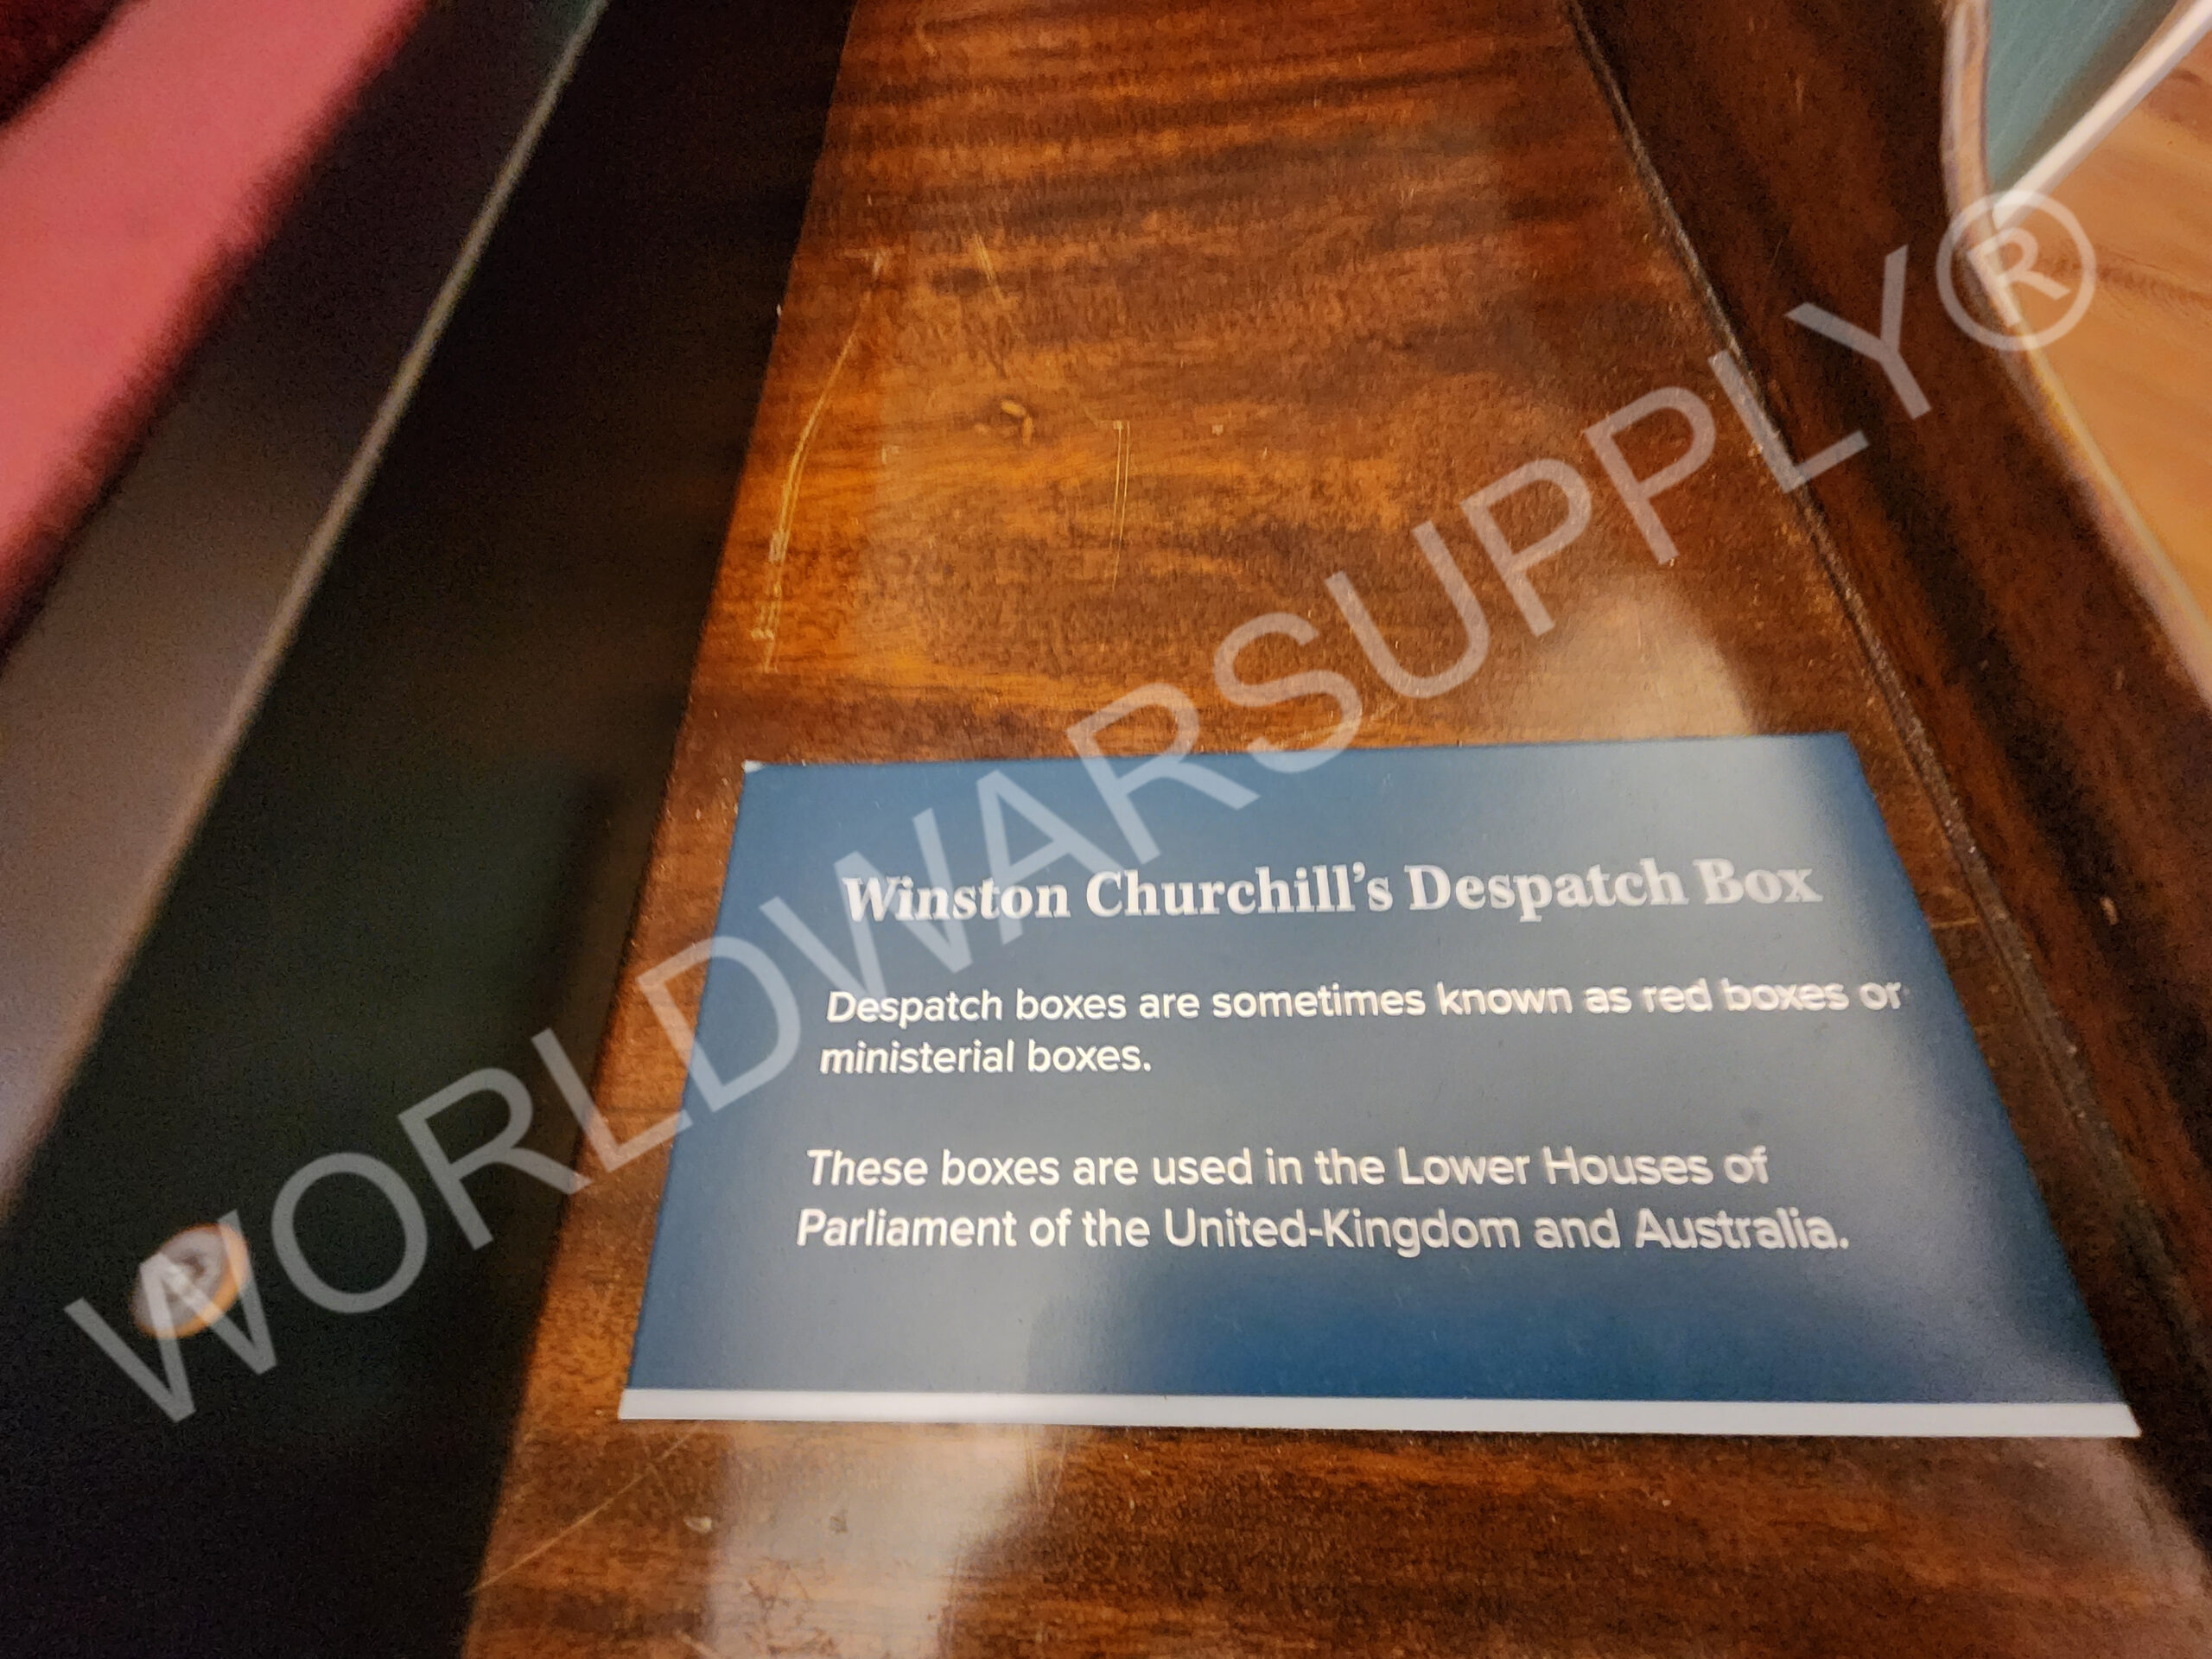 Winston Churchill's Despatch Box
Despatch boxes are sometimes known as red boxes or
ministerial boxes.
These boxes are used in the Lower Houses of
Parliament of the United-Kingdom and Australia.
WORLDWARSUPPLY®